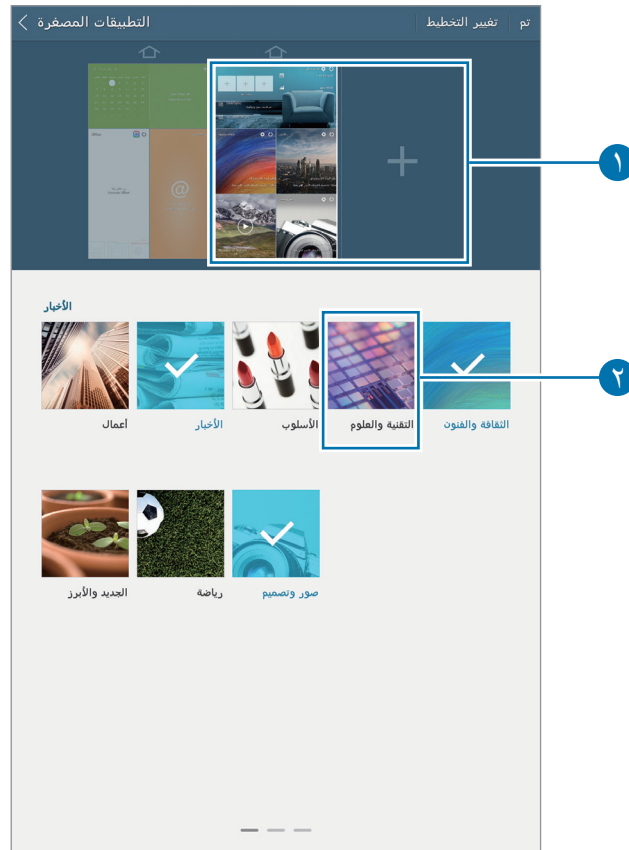 التطبيقات المصغرة
تغيير التخطيط
تم
Office
@
١
الأخبار
الثقافة والفنون
التقنية والعلوم
الأسلوب
الأخبار
أعمال
٢
صور وتصميم
رياضة
الجديد والأبرز